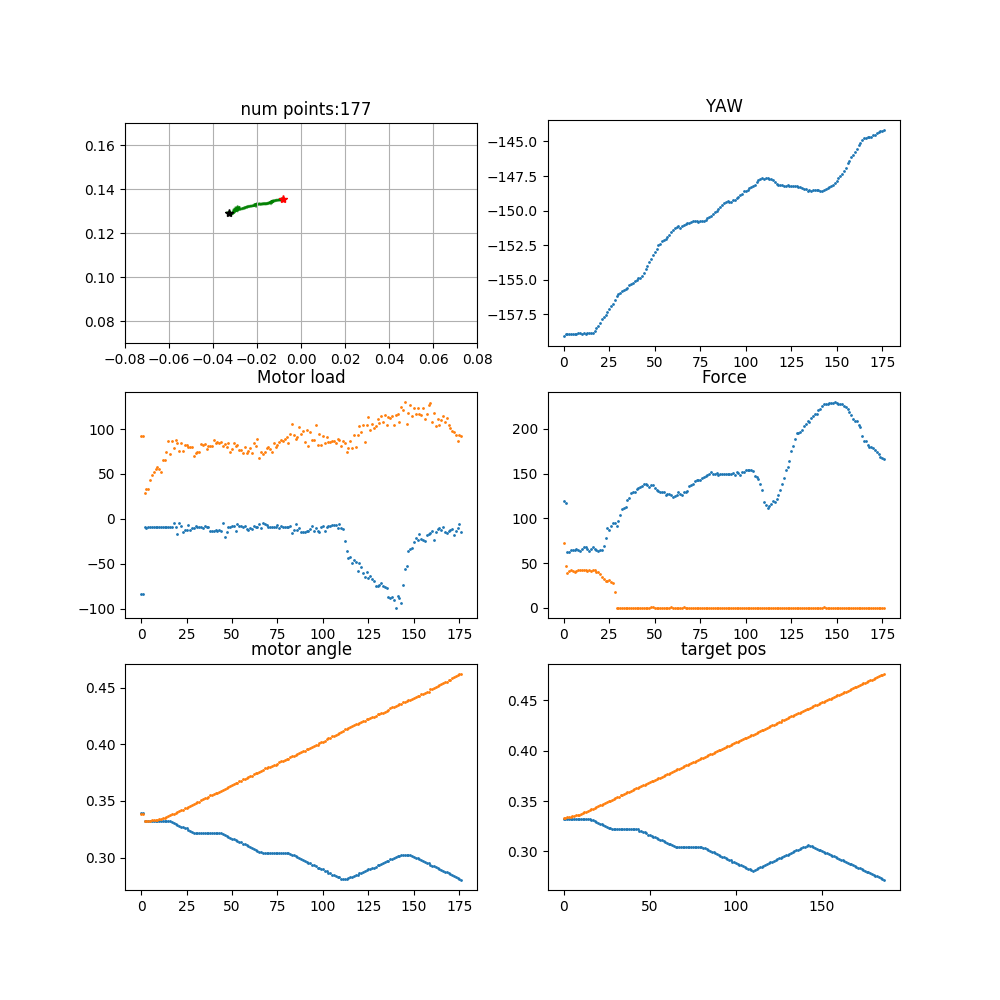 num points:177
YAW
0.16
0.14
0.12
0.10
0.08
−0.08 −0.06 −0.04 −0.02 0.00 0.02 0.04 0.06 0.08
−145.0
−147.5
−150.0
−152.5
−155.0
−157.5
0 25 50 75 100 125 150 175
Motor load
Force
100
50
0
−50
−100
0 25 50 75 100 125 150 175
200
150
100
50
0
0 25 50 75 100 125 150 175
motor angle
target pos
0.45
0.40
0.35
0.30
0 25 50 75 100 125 150 175
0.45
0.40
0.35
0.30
0 50 100 150